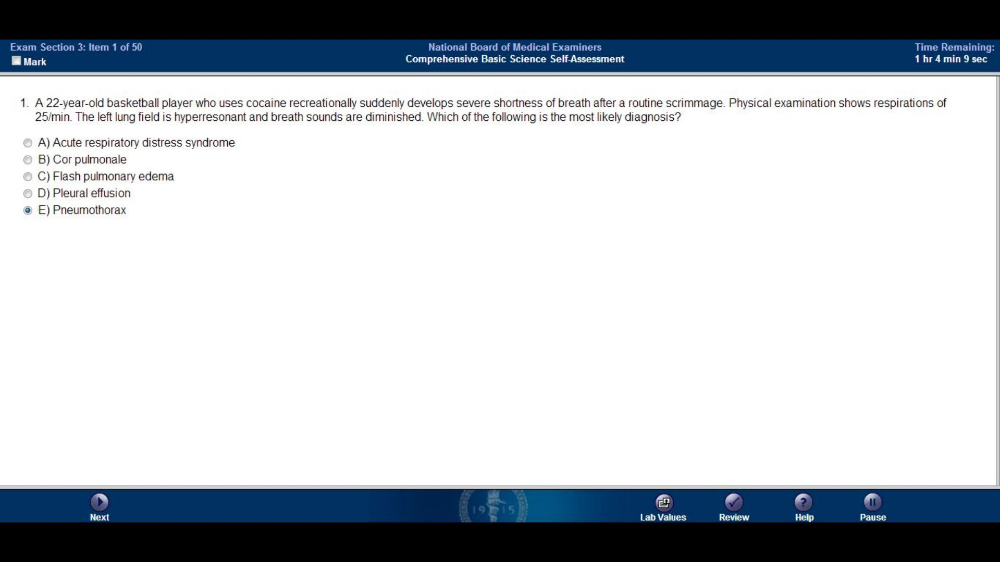 Exam Section 3: Item 1 of 50
Mark
National Board of Medical Examiners
Comprehensive Basic Science Self-Assessment
Time Remaining:
1 hr 4 min 9 sec
1. A 22-year-old basketball player who uses cocaine recreationally suddenly develops severe shortness of breath after a routine scrimmage. Physical examination shows respirations of
25/min. The left lung field is hyperresonant and breath sounds are diminished. Which of the following is the most likely diagnosis?
A) Acute respiratory distress syndrome
B) Cor pulmonale
C) Flash pulmonary edema
D) Pleural effusion
E) Pneumothorax
1915
Next
Lab Values
Review
Help
Pause